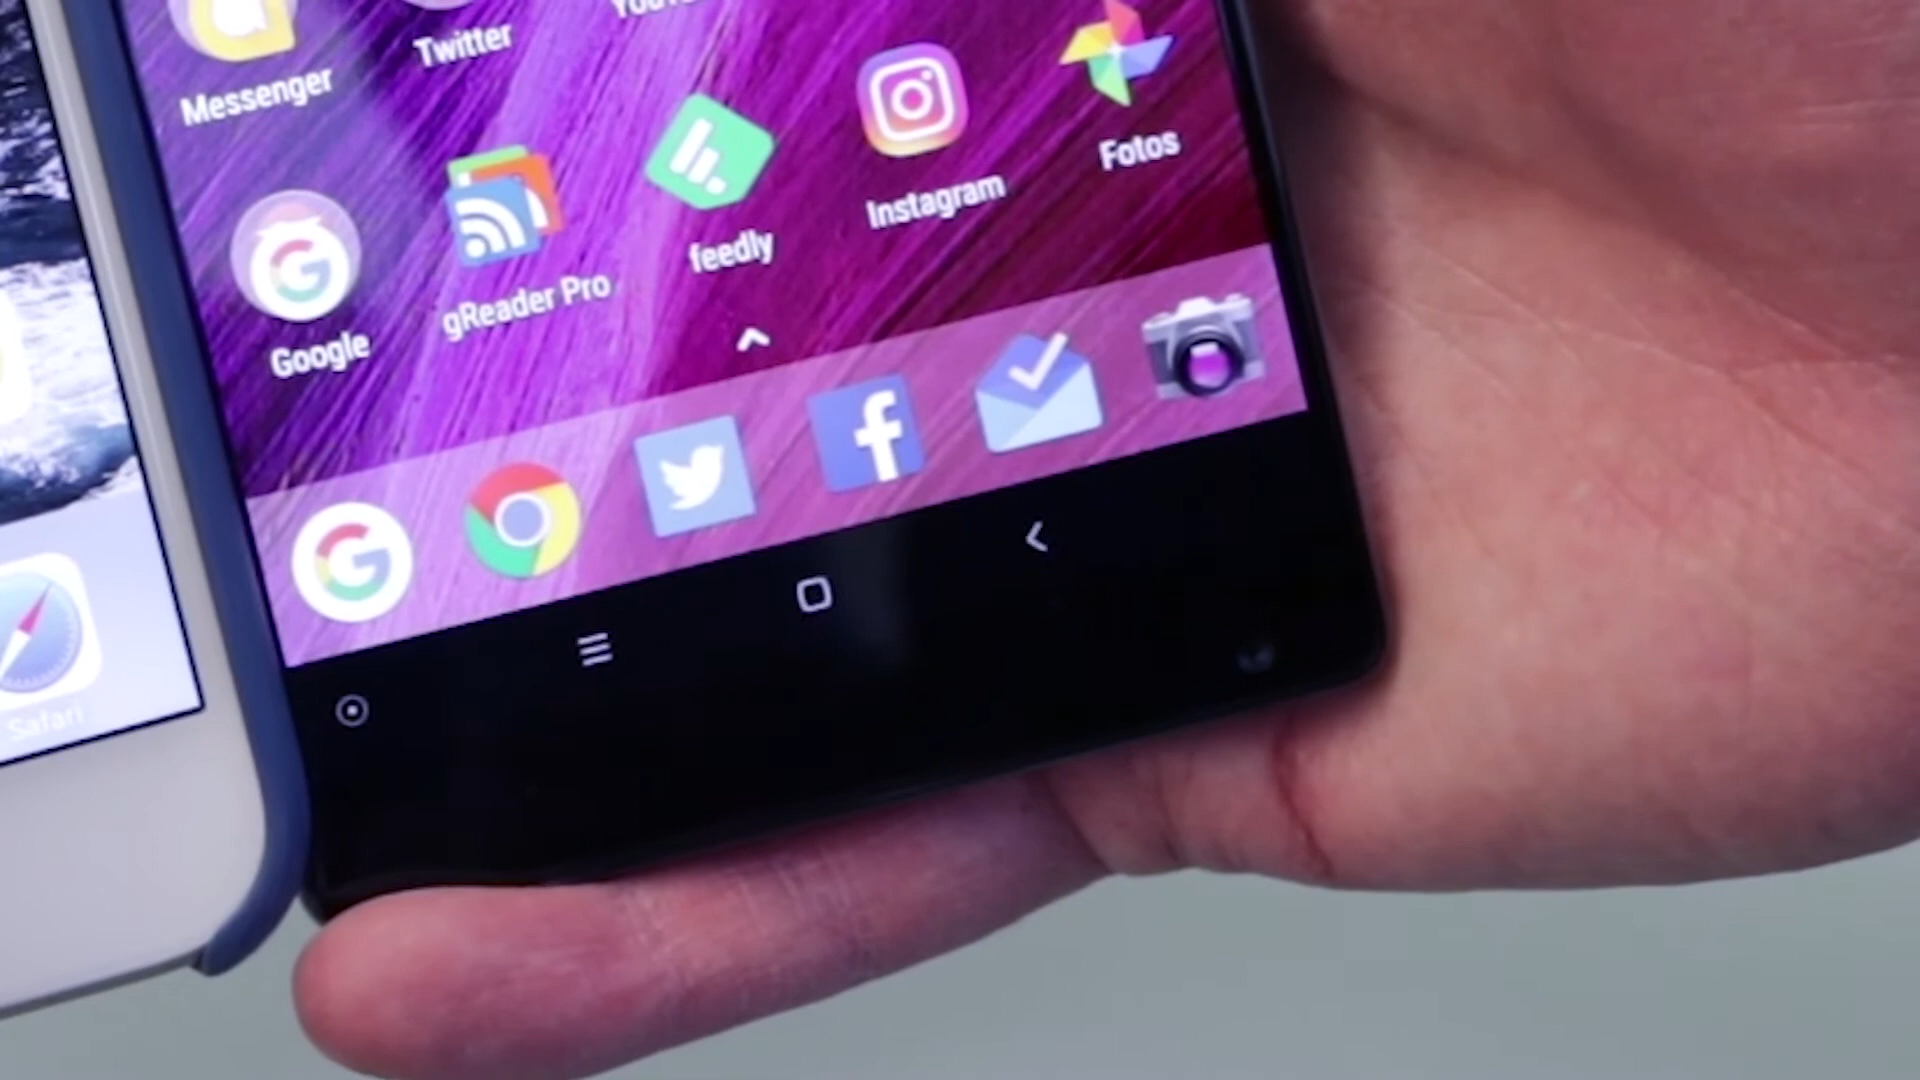 Messenger
Twitter
Google
gReader Pro
feedly
Instagram
Fotos
Safari